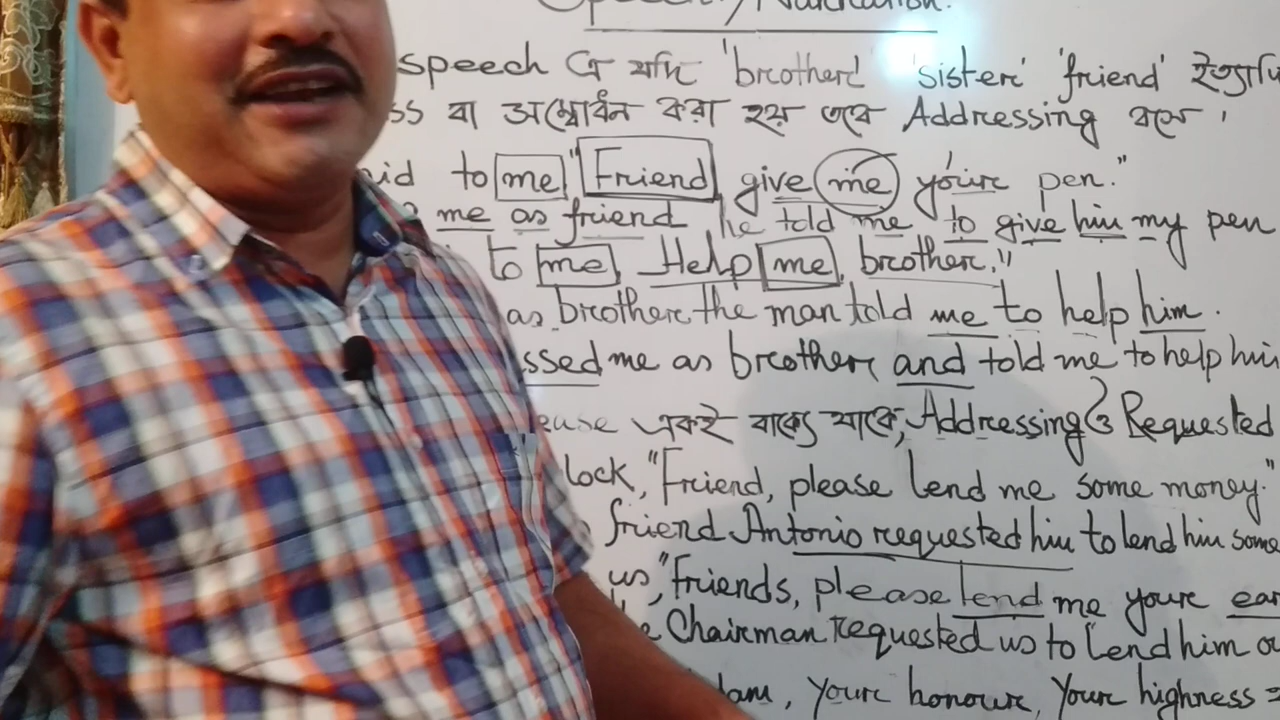 Speech/Narration.
speech এ যদি 'brother' 'sister' 'friend' ইত্যাদি
ss বা অম্বোর্ধন করা হয় তবে Addressing বলে।
aid to me "Friend, give me your pen."
me as friend he told me to give him my pen
to me, Help me, brother."
as brother the man told me to help him.
ssed me as brother and told me to help him
ease একই বাক্যে থাকে, Addressing ও Requested
lock, "Friend, please lend me some money."
friend Antonio requested him to lend him some
us, "Friends, please lend me your ear
e Chairman requested us to lend him ou
dam, Your honour, Your highness =